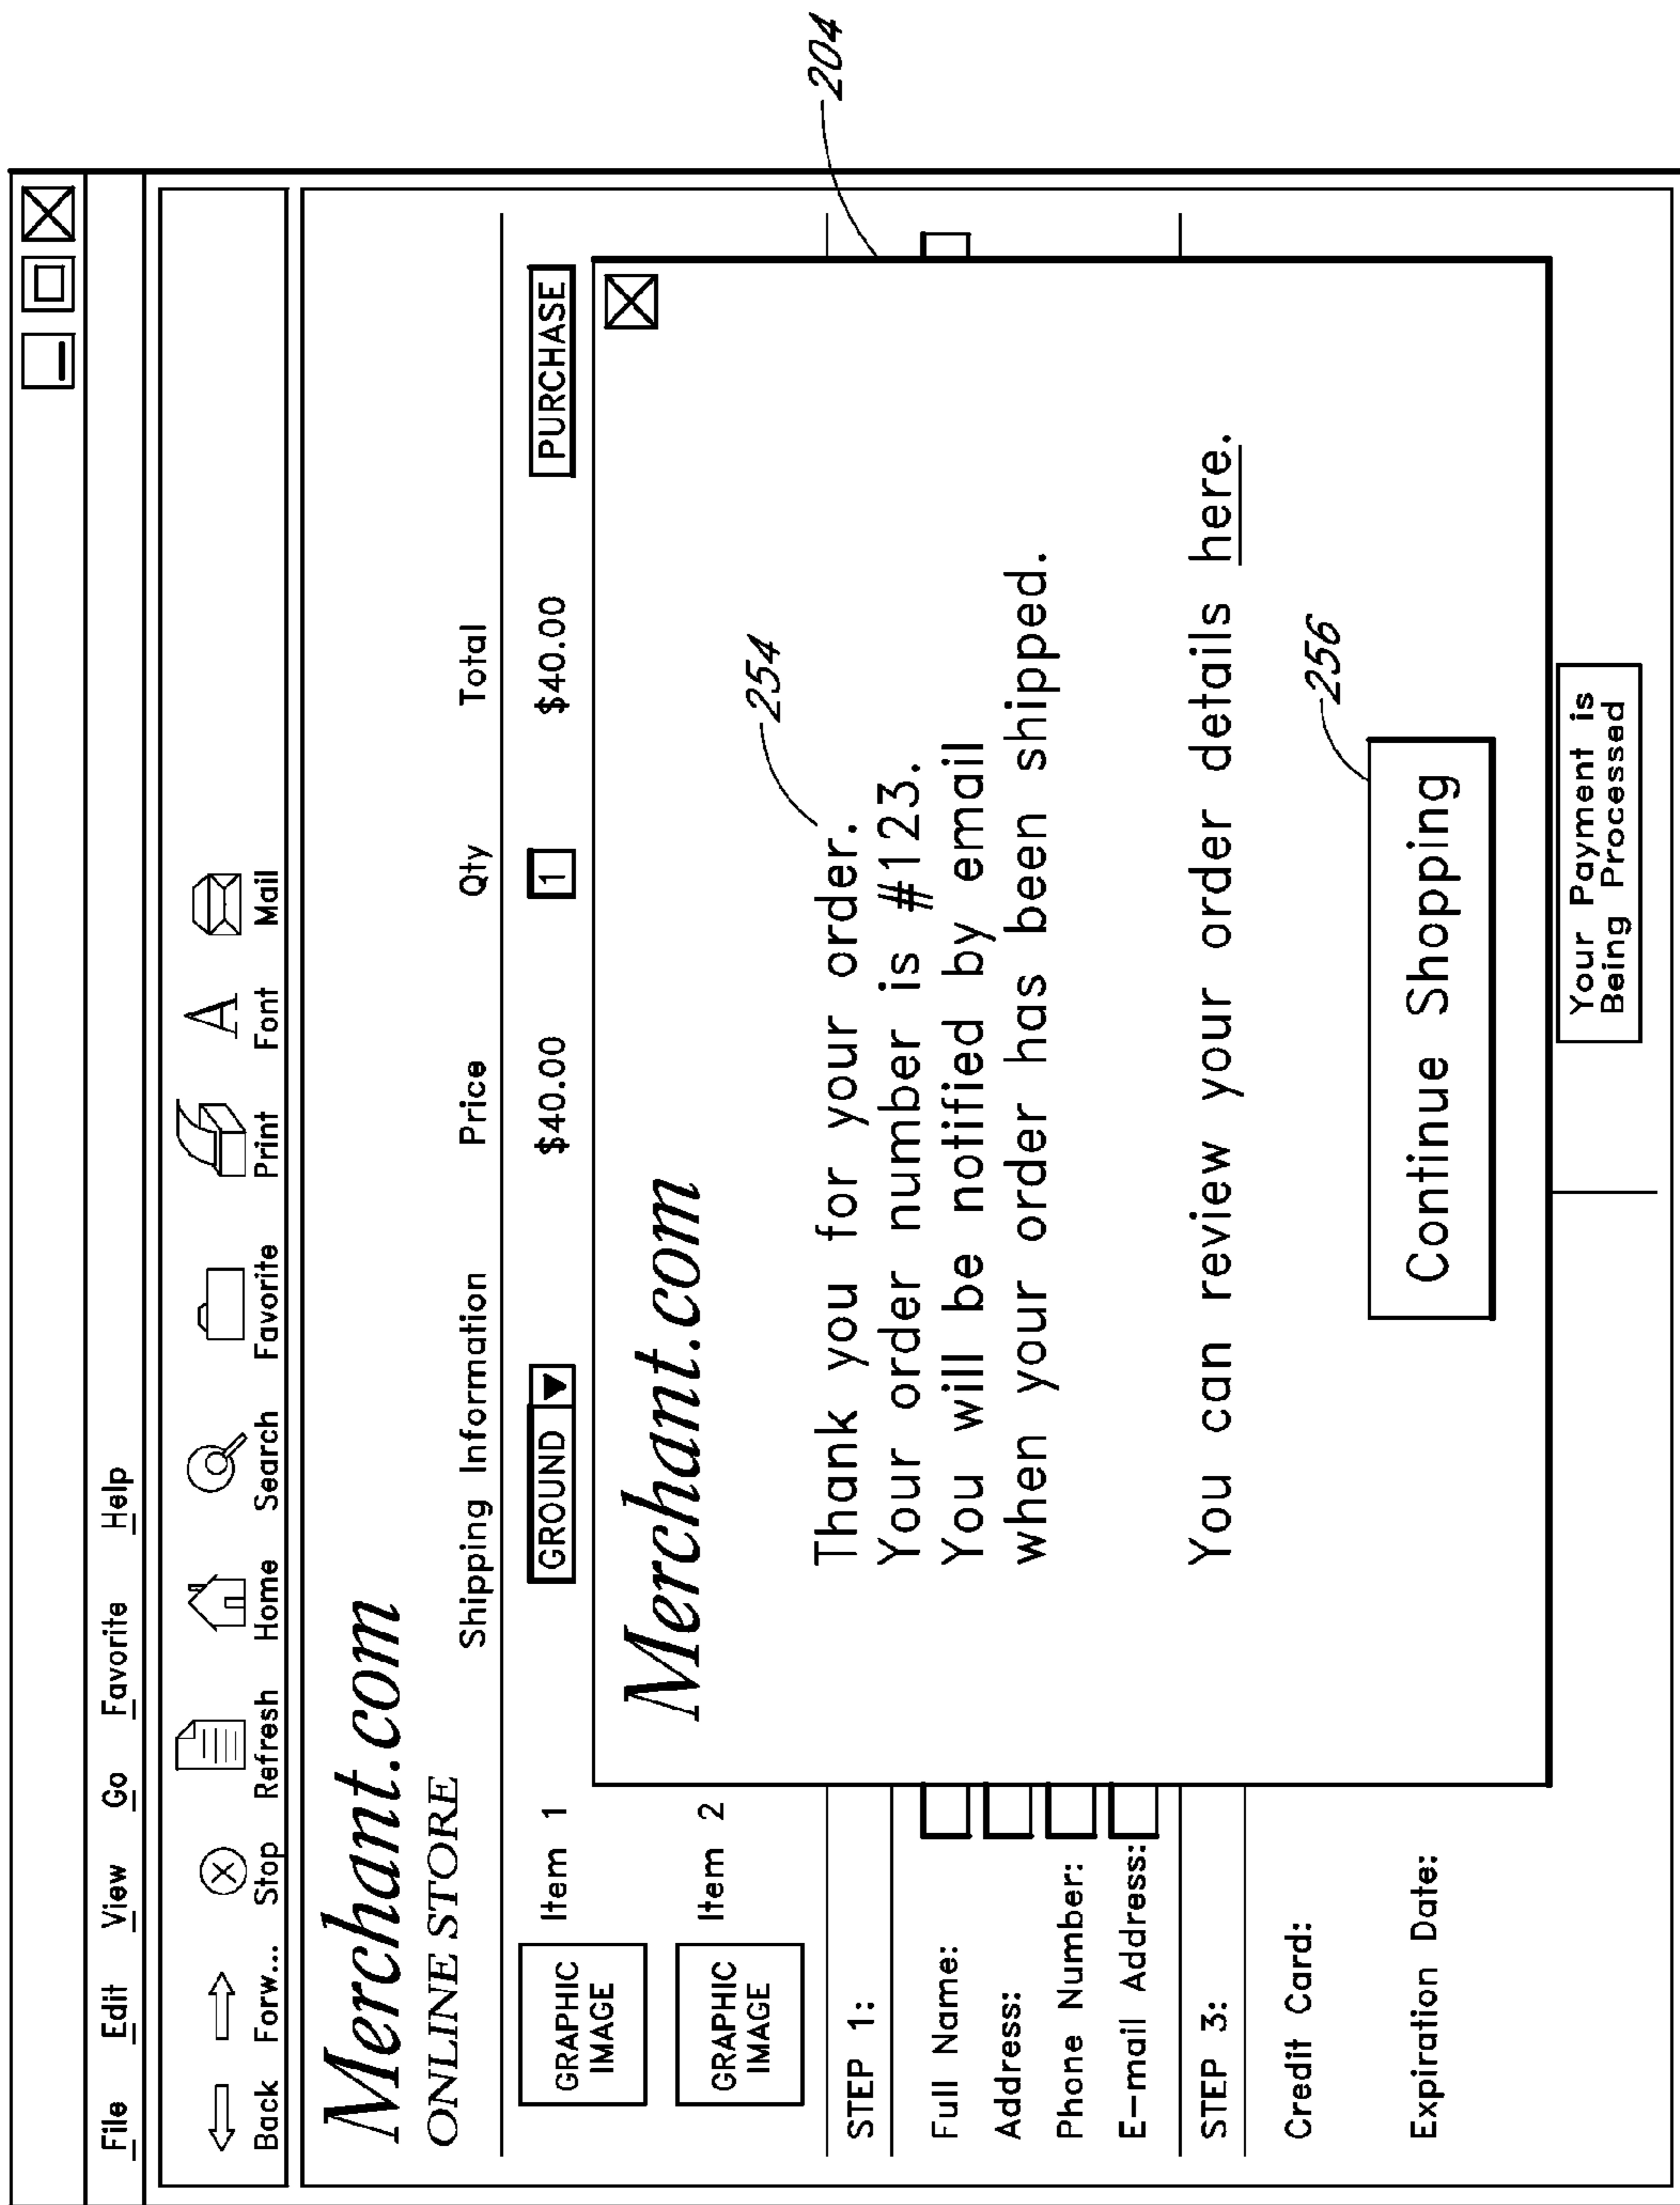 File Edit View Go Favorite Help
Back Forw... Stop Refresh Home Search Favorite Print Font Mail
Merchant.com
ONLINE STORE
Shipping Information Price Qty Total
GRAPHIC
IMAGE
Item 1 GROUND $40.00 1 $40.00 PURCHASE
GRAPHIC
IMAGE
Item 2
Merchant.com
204
254
Thank you for your order.
Your order number is #123.
You will be notified by email
when your order has been shipped.
You can review your order details here.
256
Continue Shopping
STEP 1:
Full Name:
Address:
Phone Number:
E-mail Address:
STEP 3:
Credit Card:
Expiration Date:
Your Payment is
Being Processed